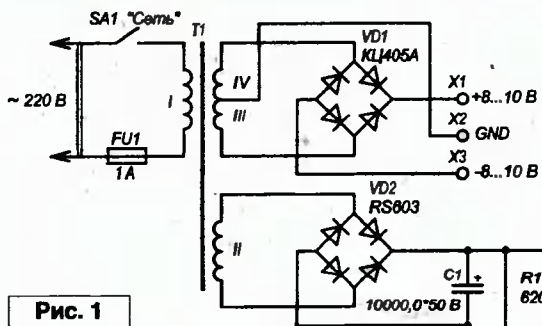 SA1 "Сеть"
T1
VD1
КЦ405А
X1
+8...10 В
IV
~ 220 В
I
X2
GND
III
FU1
X3
1 А
-8...10 В
VD2
RS603
II
C1
+
R1
620
10000,0*50 В
Рис. 1